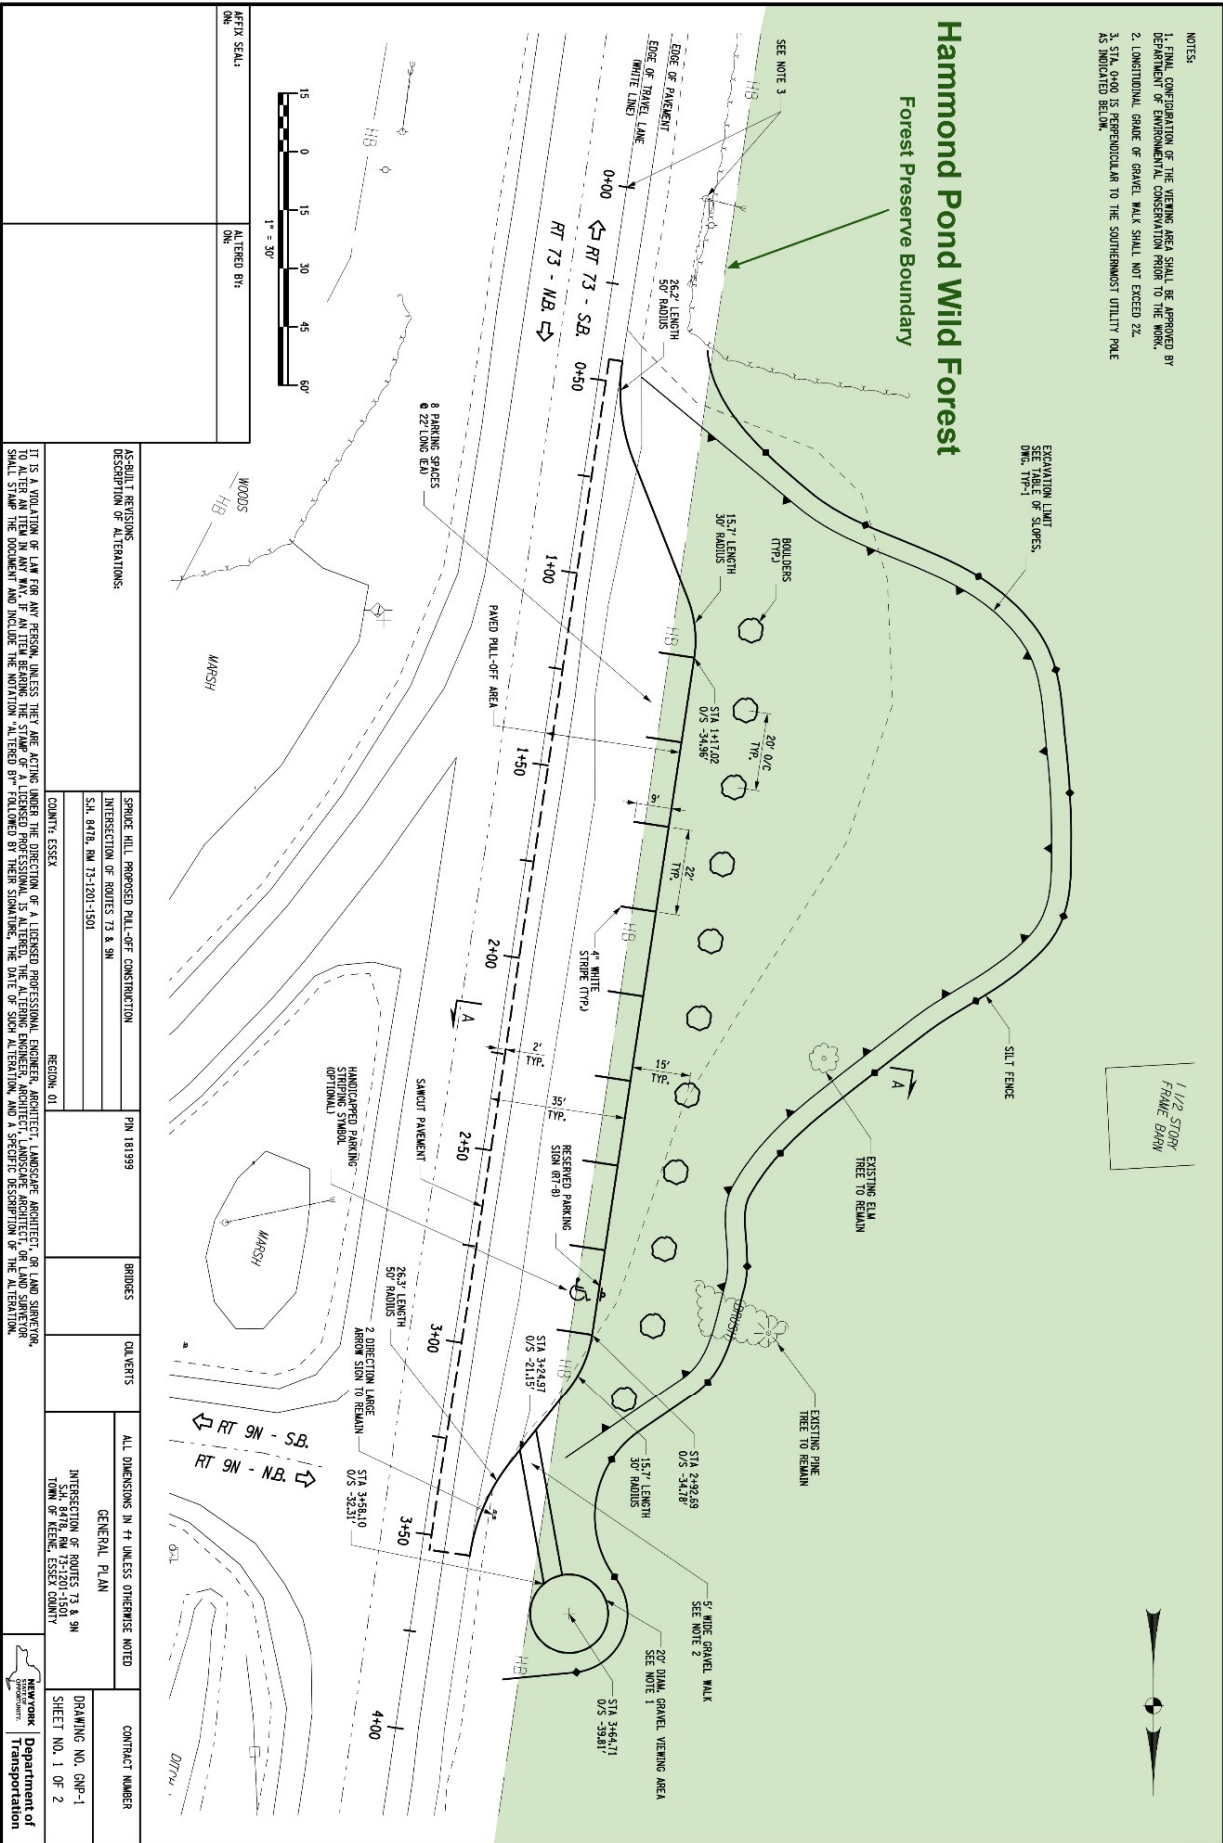 NOTES:
1. FINAL CONFIGURATION OF THE VIEWING AREA SHALL BE APPROVED BY
DEPARTMENT OF ENVIRONMENTAL CONSERVATION PRIOR TO THE WORK.
2. LONGITUDINAL GRADE OF GRAVEL WALK SHALL NOT EXCEED 2%.
3. STA. 0+00 IS PERPENDICULAR TO THE SOUTHERNMOST UTILITY POLE
AS INDICATED BELOW.
Hammond Pond Wild Forest
Forest Preserve Boundary
SEE NOTE 3
EXCAVATION LIMIT
SEE TABLE OF SLOPES,
DWG. TYP-1
SILT FENCE
1 1/2 STORY
FRAME BARN
EXISTING ELM
TREE TO REMAIN
EXISTING PINE
TREE TO REMAIN
BRUSH
A
BOULDERS
(TYP.)
20' O/C
TYP.
15.7' LENGTH
30' RADIUS
STA 1+17.02
O/S -34.96'
9'
22'
TYP.
4" WHITE
STRIPE (TYP.)
15'
TYP.
35'
TYP.
2'
TYP.
RESERVED PARKING
SIGN (R7-8)
STA 2+92.69
O/S -34.78'
15.7' LENGTH
30' RADIUS
STA 3+24.97
O/S -21.15'
5' WIDE GRAVEL WALK
SEE NOTE 2
20' DIAM. GRAVEL VIEWING AREA
SEE NOTE 1
STA 3+64.71
O/S -39.81'
EDGE OF PAVEMENT
EDGE OF TRAVEL LANE
(WHITE LINE)
RT 73 - S.B.
RT 73 - N.B.
26.2' LENGTH
50' RADIUS
0+00
0+50
1+00
1+50
2+00
2+50
3+00
3+50
4+00
HB
HB
HB
HB
HB
HB
HB
8 PARKING SPACES
@ 22' LONG (EA)
PAVED PULL-OFF AREA
A
SAWCUT PAVEMENT
HANDICAPPED PARKING
STRIPING SYMBOL
(OPTIONAL)
26.3' LENGTH
50' RADIUS
2 DIRECTION LARGE
ARROW SIGN TO REMAIN
STA 3+58.10
O/S -32.31'
WOODS
MARSH
MARSH
RT 9N - S.B.
RT 9N - N.B.
DITCH
15 0 15 30 45 60'
1" = 30'
AFFIX SEAL:
ON:
ALTERED BY:
ON:
AS-BUILT REVISIONS
DESCRIPTION OF ALTERATIONS:
SPRUCE HILL PROPOSED PULL-OFF CONSTRUCTION
INTERSECTION OF ROUTES 73 & 9N
S.H. 8478, RM 73-1201-1501
COUNTY: ESSEX
REGION: 01
PIN 181999
BRIDGES
CULVERTS
ALL DIMENSIONS IN ft UNLESS OTHERWISE NOTED
GENERAL PLAN
INTERSECTION OF ROUTES 73 & 9N
S.H. 8478, RM 73-1201-1501
TOWN OF KEENE, ESSEX COUNTY
CONTRACT NUMBER
DRAWING NO. GNP-1
SHEET NO. 1 OF 2
NEW YORK
STATE OF
OPPORTUNITY.
Department of
Transportation
IT IS A VIOLATION OF LAW FOR ANY PERSON, UNLESS THEY ARE ACTING UNDER THE DIRECTION OF A LICENSED PROFESSIONAL ENGINEER, ARCHITECT, LANDSCAPE ARCHITECT, OR LAND SURVEYOR,
TO ALTER AN ITEM IN ANY WAY. IF AN ITEM BEARING THE STAMP OF A LICENSED PROFESSIONAL IS ALTERED, THE ALTERING ENGINEER, ARCHITECT, LANDSCAPE ARCHITECT, OR LAND SURVEYOR
SHALL STAMP THE DOCUMENT AND INCLUDE THE NOTATION "ALTERED BY" FOLLOWED BY THEIR SIGNATURE, THE DATE OF SUCH ALTERATION, AND A SPECIFIC DESCRIPTION OF THE ALTERATION.